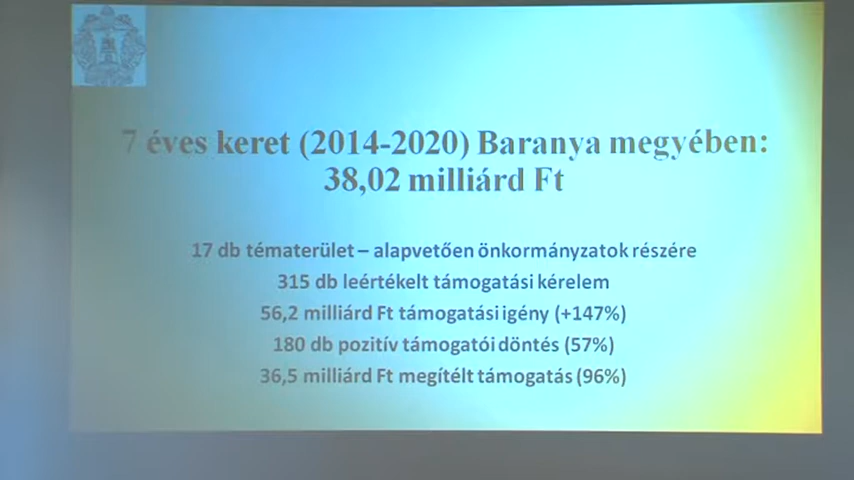 7 éves keret (2014-2020) Baranya megyében:
38,02 milliárd Ft
17 db tématerület – alapvetően önkormányzatok részére
315 db leértékelt támogatási kérelem
56,2 milliárd Ft támogatási igény (+147%)
180 db pozitív támogatói döntés (57%)
36,5 milliárd Ft megítélt támogatás (96%)